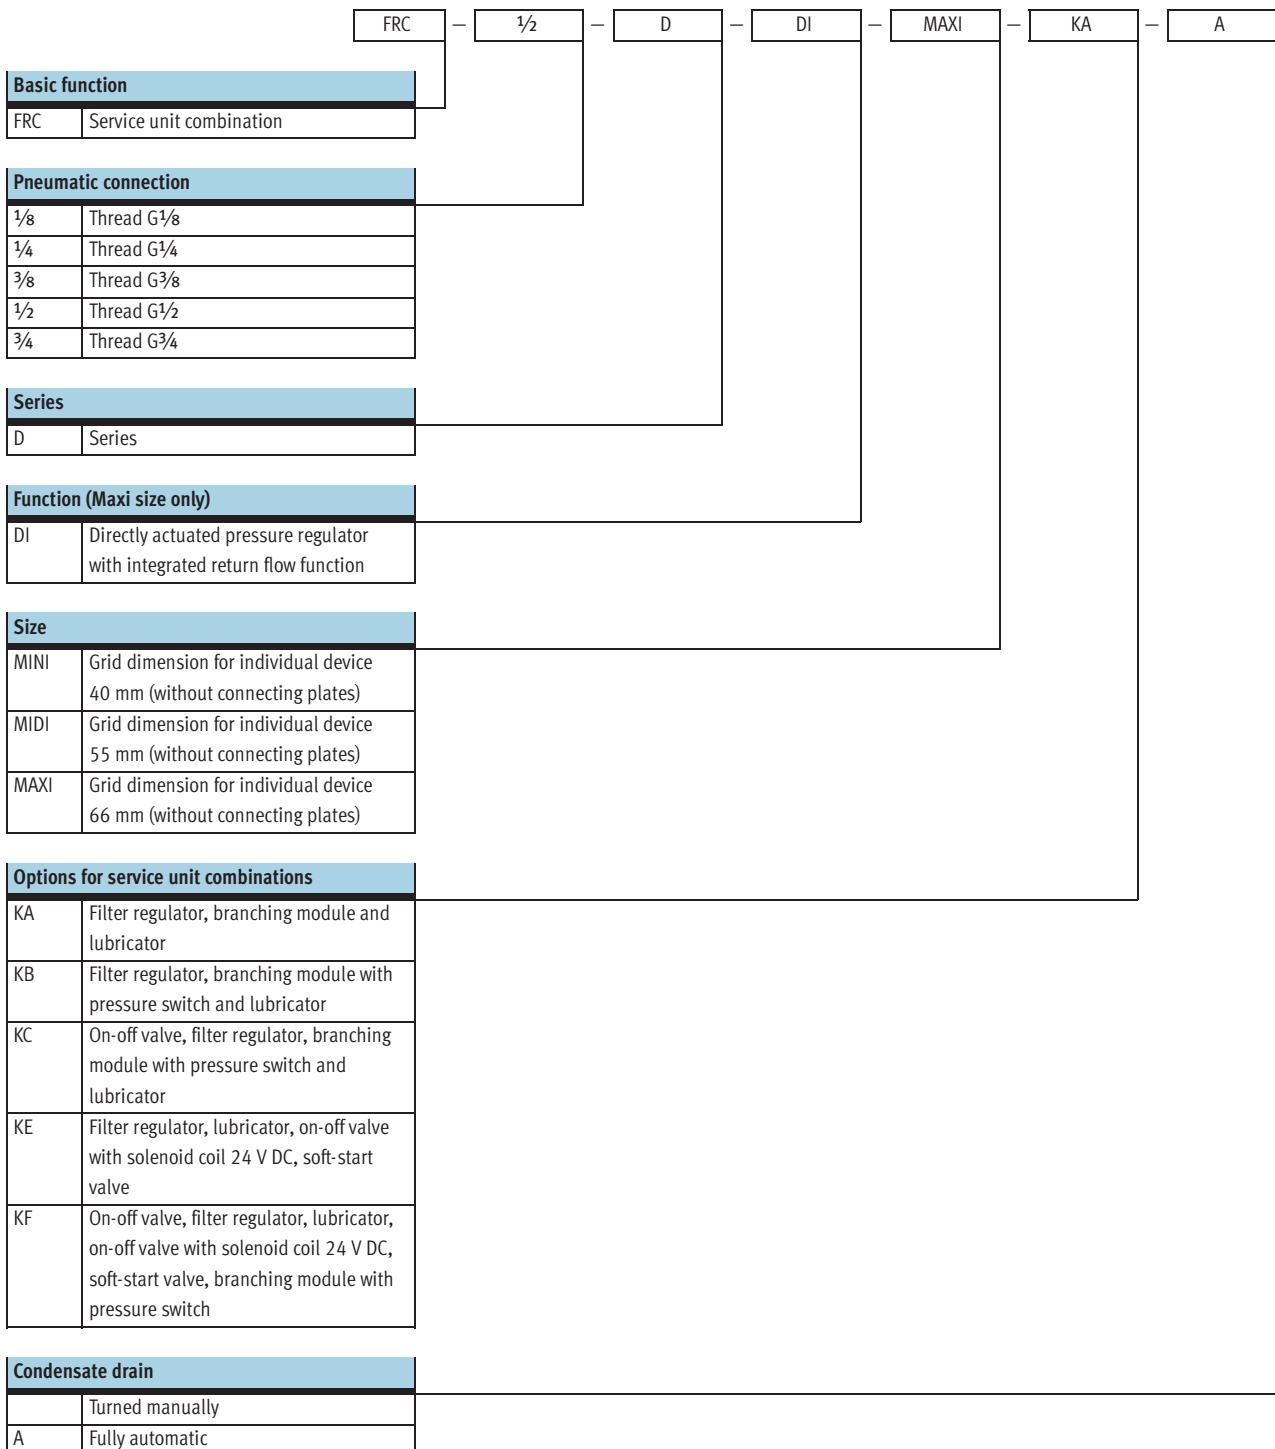 FRC – ½ – D – DI – MAXI – KA – A
Basic function
FRC Service unit combination
Pneumatic connection
⅛ Thread G⅛
¼ Thread G¼
⅜ Thread G⅜
½ Thread G½
¾ Thread G¾
Series
D Series
Function (Maxi size only)
DI Directly actuated pressure regulator
with integrated return flow function
Size
MINI Grid dimension for individual device
40 mm (without connecting plates)
MIDI Grid dimension for individual device
55 mm (without connecting plates)
MAXI Grid dimension for individual device
66 mm (without connecting plates)
Options for service unit combinations
KA Filter regulator, branching module and
lubricator
KB Filter regulator, branching module with
pressure switch and lubricator
KC On-off valve, filter regulator, branching
module with pressure switch and
lubricator
KE Filter regulator, lubricator, on-off valve
with solenoid coil 24 V DC, soft-start
valve
KF On-off valve, filter regulator, lubricator,
on-off valve with solenoid coil 24 V DC,
soft-start valve, branching module with
pressure switch
Condensate drain
Turned manually
A Fully automatic